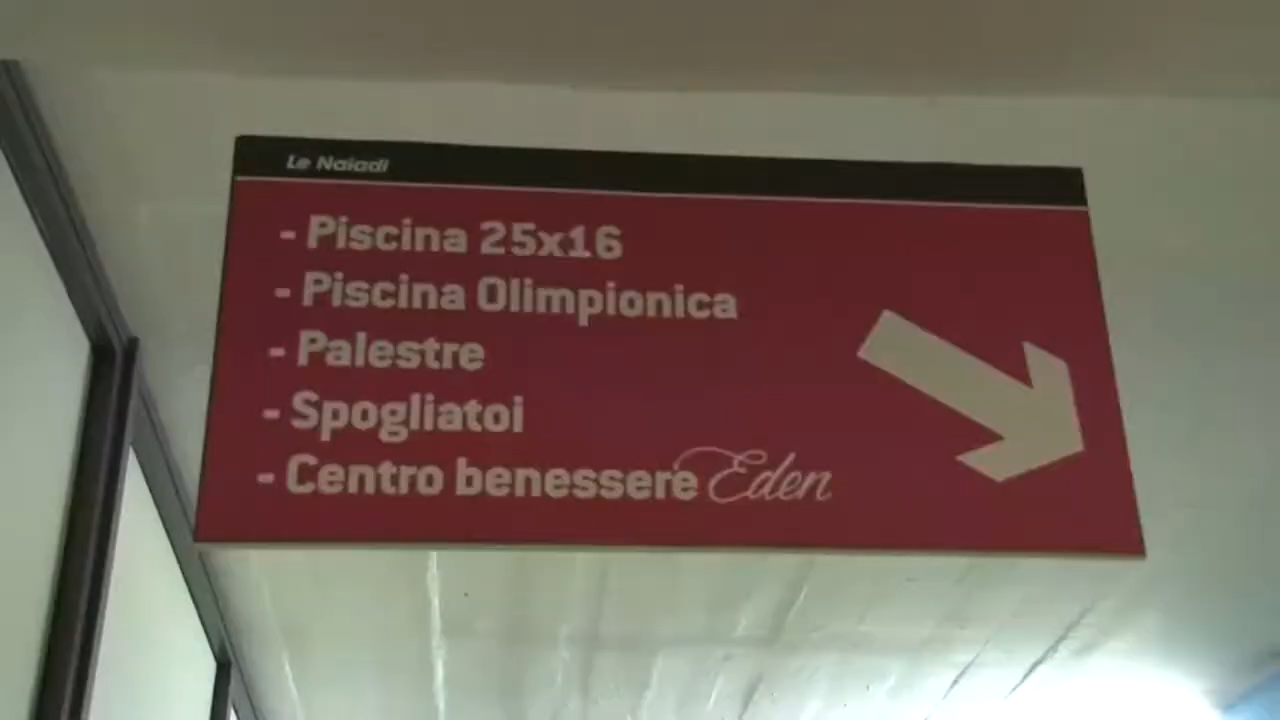 Le Naiadi
- Piscina 25x16
- Piscina Olimpionica
- Palestre
- Spogliatoi
- Centro benessere Eden